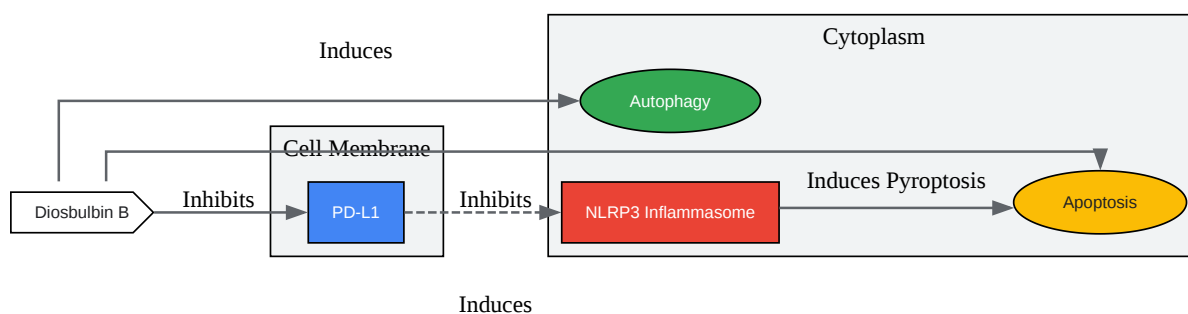 Cytoplasm
Induces
Autophagy
Cell Membrane
Diosbulbin B
Inhibits
PD-L1
Inhibits
NLRP3 Inflammasome
Induces Pyroptosis
Apoptosis
Induces